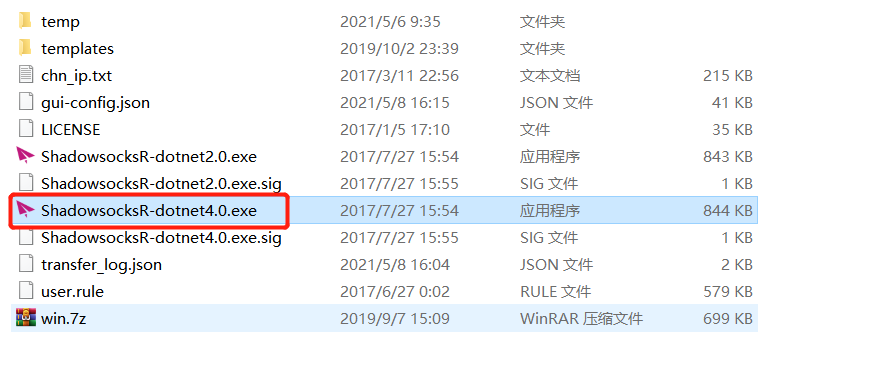 temp 2021/5/6 9:35 文件夹
templates 2019/10/2 23:39 文件夹
chn_ip.txt 2017/3/11 22:56 文本文档 215 KB
gui-config.json 2021/5/8 16:15 JSON 文件 41 KB
LICENSE 2017/1/5 17:10 文件 35 KB
ShadowsocksR-dotnet2.0.exe 2017/7/27 15:54 应用程序 843 KB
ShadowsocksR-dotnet2.0.exe.sig 2017/7/27 15:55 SIG 文件 1 KB
ShadowsocksR-dotnet4.0.exe 2017/7/27 15:54 应用程序 844 KB
ShadowsocksR-dotnet4.0.exe.sig 2017/7/27 15:55 SIG 文件 1 KB
transfer_log.json 2021/5/8 16:04 JSON 文件 2 KB
user.rule 2017/6/27 0:02 RULE 文件 579 KB
win.7z 2019/9/7 15:09 WinRAR 压缩文件 699 KB